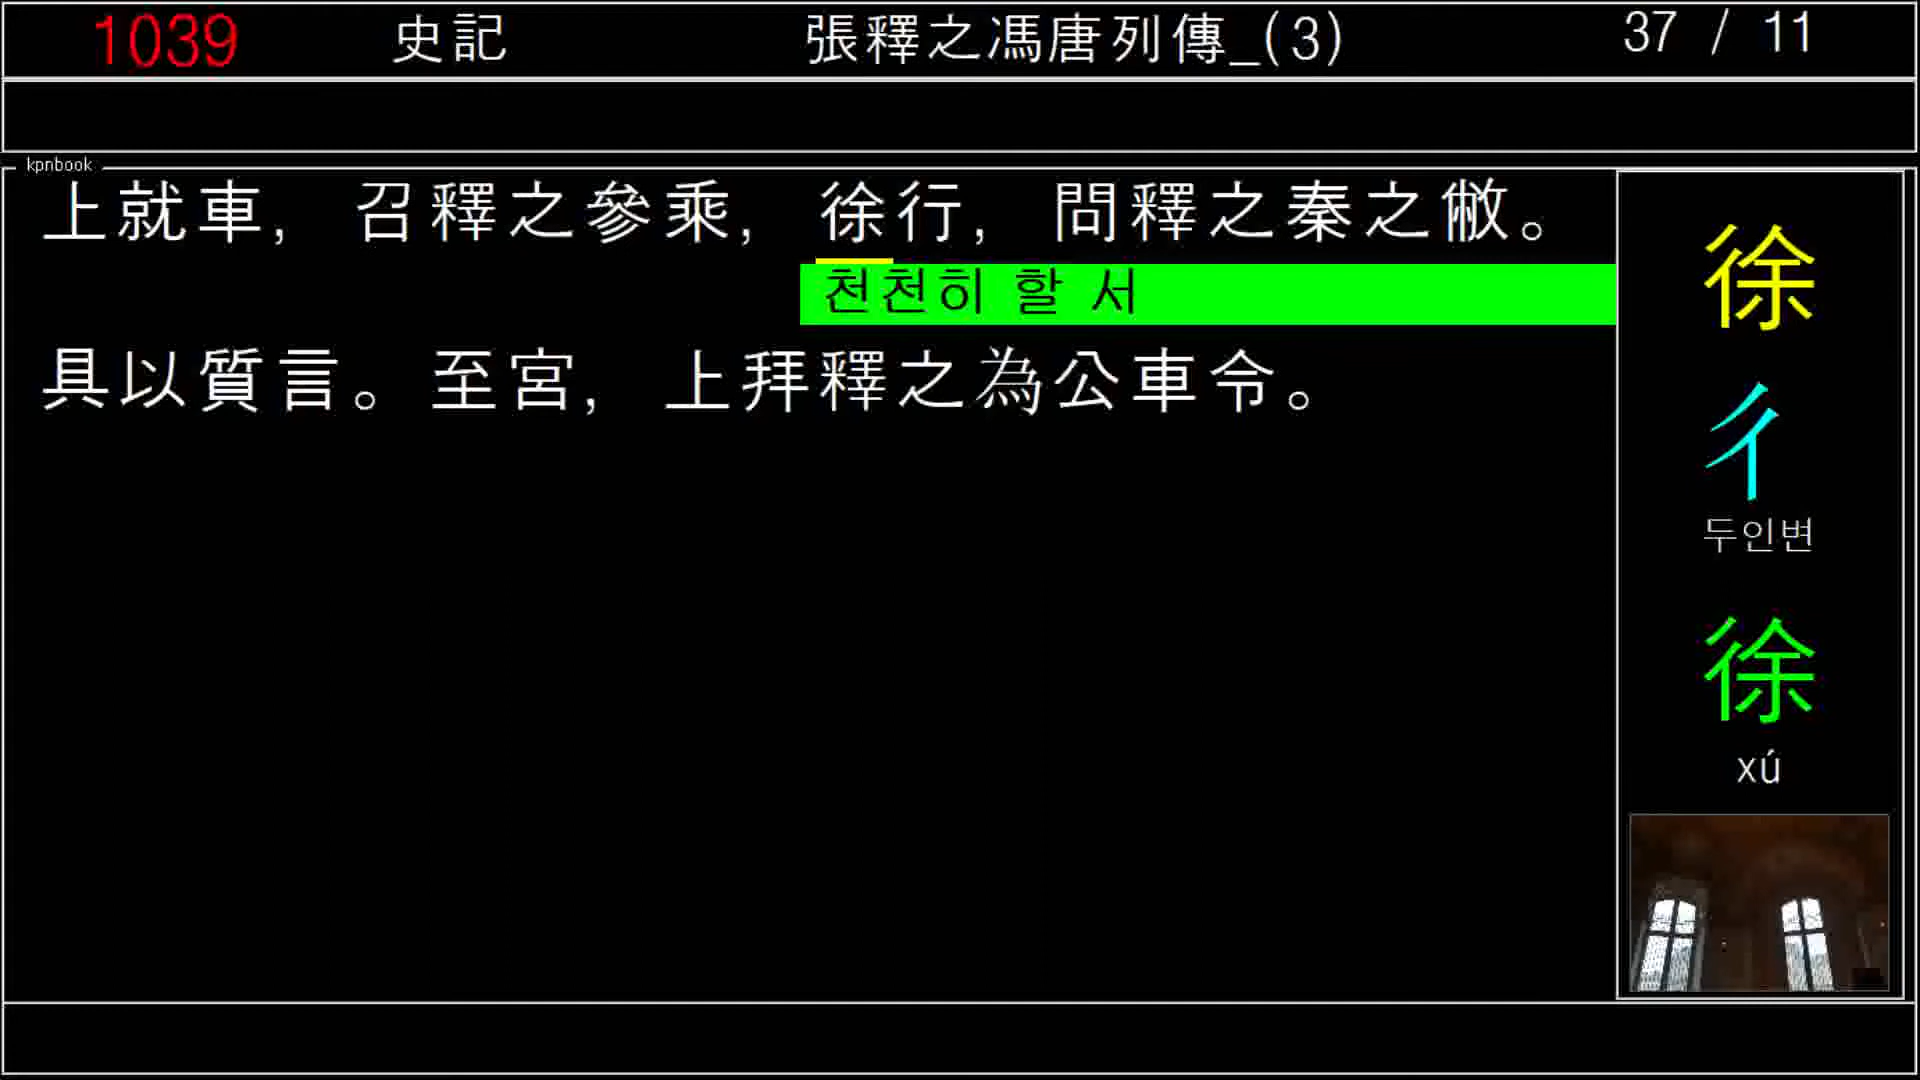 1039 史記 張釋之馮唐列傳_(3) 37 / 11
kpnbook
上就車, 召釋之參乘, 徐行, 問釋之秦之敝。
천천히 할 서
具以質言。至宮, 上拜釋之為公車令。
徐
彳
두인변
徐
xú